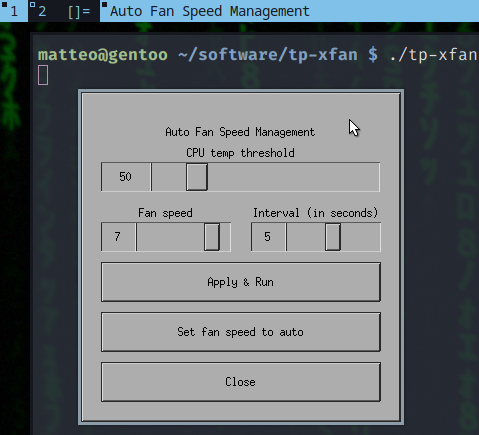 1 2 []= Auto Fan Speed Management
matteo@gentoo ~/software/tp-xfan $ ./tp-xfan
Auto Fan Speed Management
CPU temp threshold
50
Fan speed Interval (in seconds)
7 5
Apply & Run
Set fan speed to auto
Close